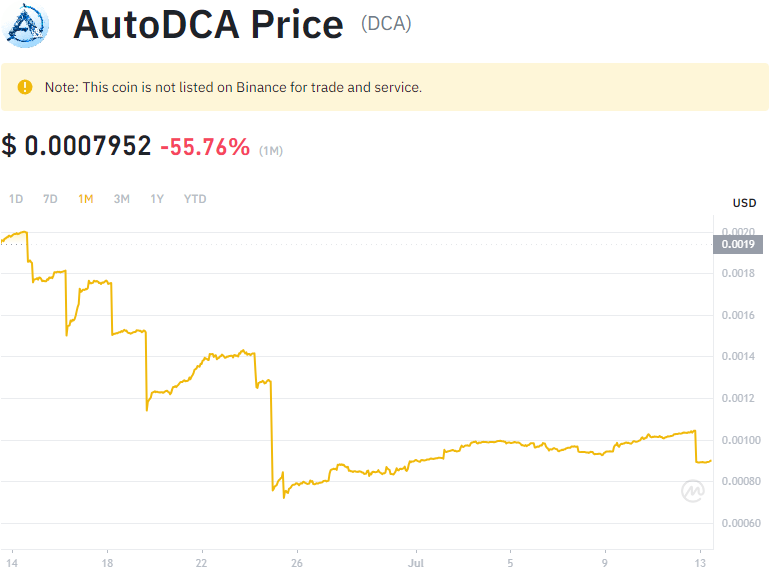 AutoDCA Price (DCA)
Note: This coin is not listed on Binance for trade and service.
$ 0.0007952 -55.76% (1M)
1D 7D 1M 3M 1Y YTD
USD
0.0020
0.0019
0.0018
0.0016
0.0014
0.0012
0.00100
0.00080
0.00060
14 18 22 26 Jul 5 9 13